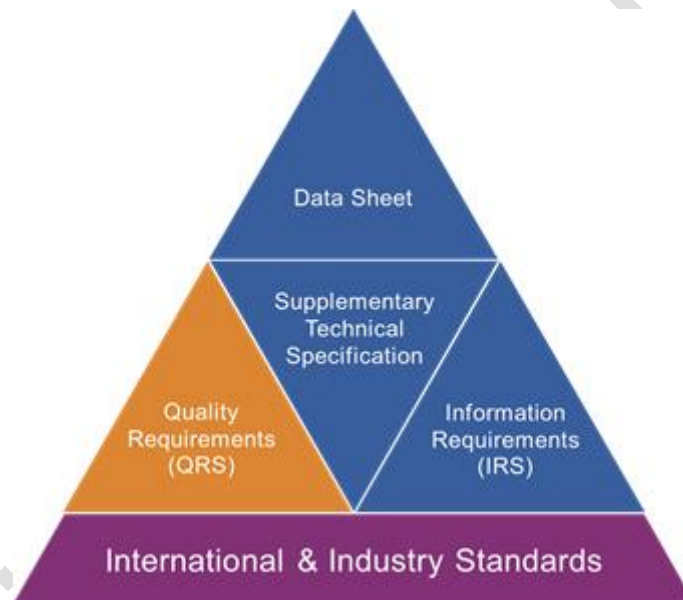 Data Sheet
Supplementary
Technical
Specification
Quality
Requirements
(QRS)
Information
Requirements
(IRS)
International & Industry Standards